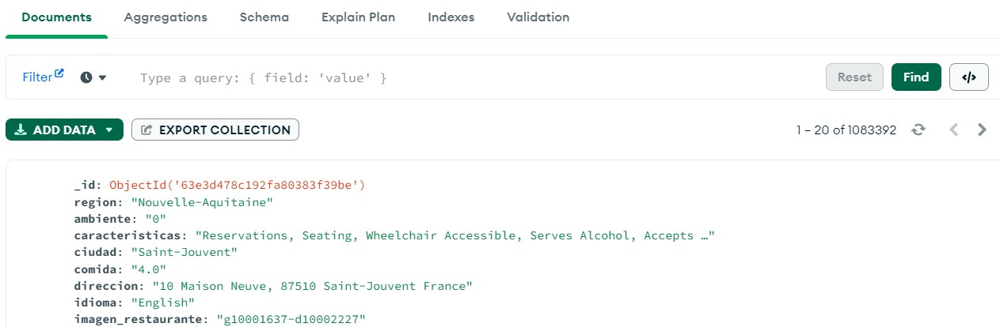 Documents Aggregations Schema Explain Plan Indexes Validation
Filter Type a query: { field: 'value' } Reset Find </>
ADD DATA EXPORT COLLECTION 1 – 20 of 1083392
_id: ObjectId('63e3d478c192fa80383f39be')
region: "Nouvelle-Aquitaine"
ambiente: "0"
caracteristicas: "Reservations, Seating, Wheelchair Accessible, Serves Alcohol, Accepts …"
ciudad: "Saint-Jouvent"
comida: "4.0"
direccion: "10 Maison Neuve, 87510 Saint-Jouvent France"
idioma: "English"
imagen_restaurante: "g10001637-d10002227"